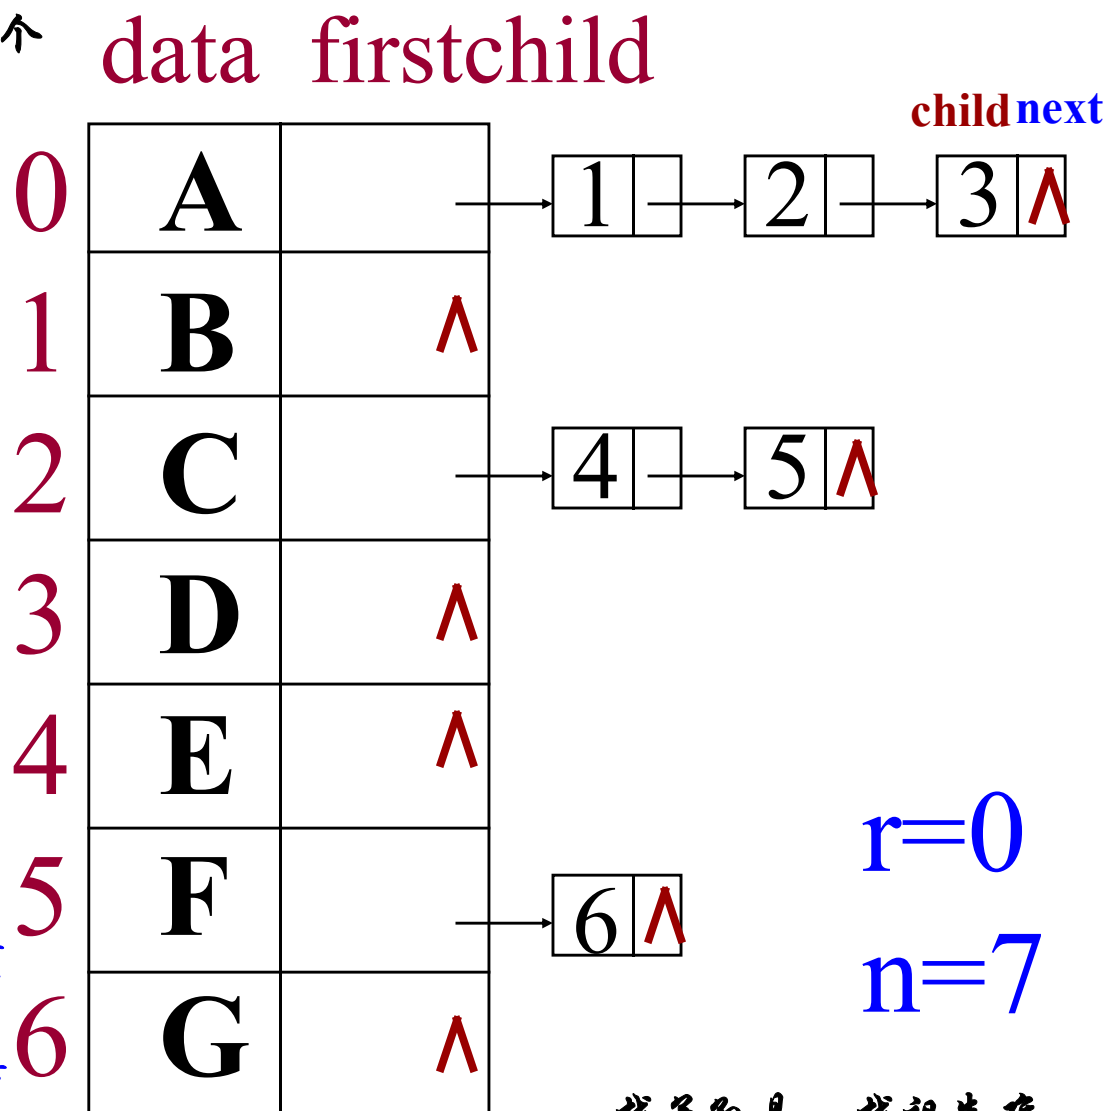 个 data firstchild
child next
0 A 1 2 3 ∧
1 B ∧
2 C 4 5 ∧
3 D ∧
4 E ∧
r=0
5 F 6 ∧
n=7
6 G ∧